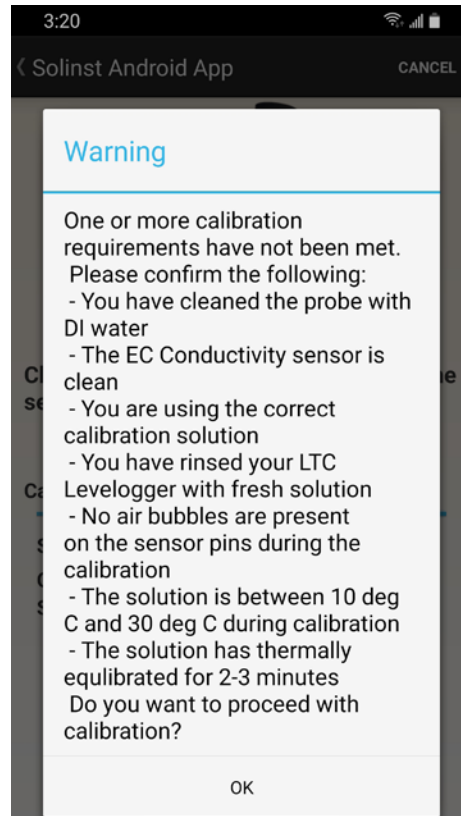 3:20
Solinst Android App
CANCEL
Warning
One or more calibration
requirements have not been met.
Please confirm the following:
- You have cleaned the probe with
DI water
- The EC Conductivity sensor is
clean
- You are using the correct
calibration solution
- You have rinsed your LTC
Levelogger with fresh solution
- No air bubbles are present
on the sensor pins during the
calibration
- The solution is between 10 deg
C and 30 deg C during calibration
- The solution has thermally
equlibrated for 2-3 minutes
Do you want to proceed with
calibration?
OK